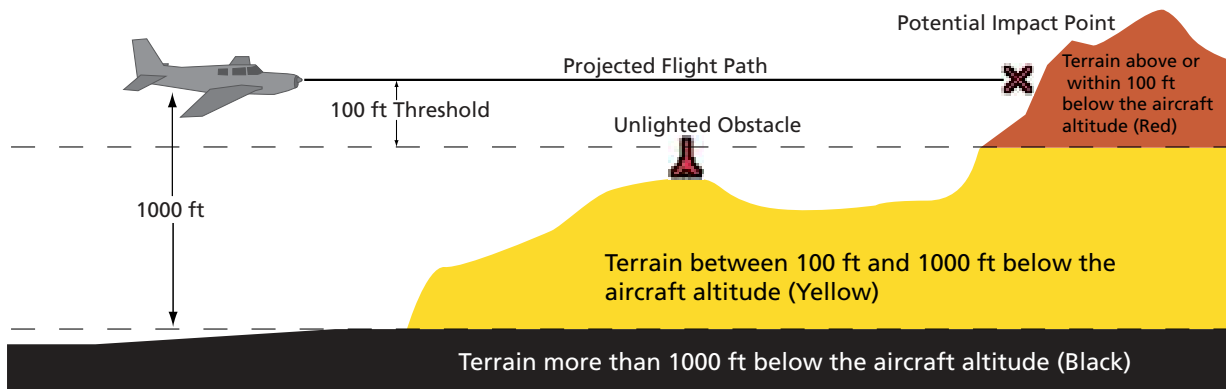 Potential Impact Point
Projected Flight Path
Terrain above or
within 100 ft
below the aircraft
altitude (Red)
100 ft Threshold
Unlighted Obstacle
1000 ft
Terrain between 100 ft and 1000 ft below the
aircraft altitude (Yellow)
Terrain more than 1000 ft below the aircraft altitude (Black)